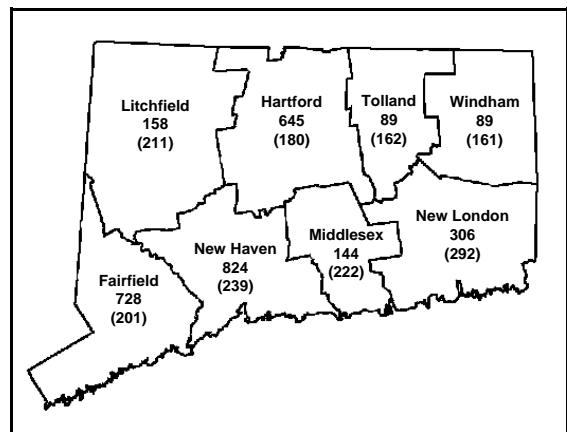 Litchfield
158
(211)
Hartford
645
(180)
Tolland
89
(162)
Windham
89
(161)
New London
306
(292)
Middlesex
144
(222)
New Haven
824
(239)
Fairfield
728
(201)